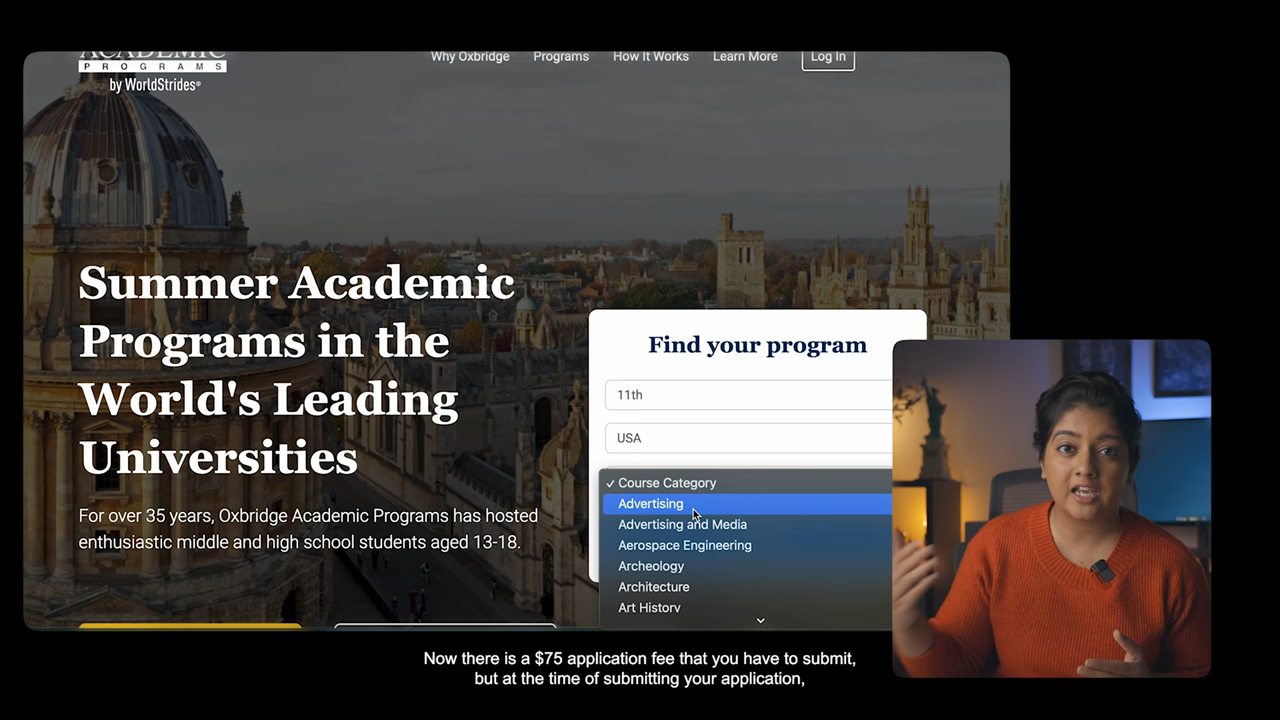 ACADEMIC
PROGRAMS
by WorldStrides®
Why Oxbridge
Programs
How It Works
Learn More
Log In
Summer Academic
Programs in the
World's Leading
Universities
For over 35 years, Oxbridge Academic Programs has hosted
enthusiastic middle and high school students aged 13-18.
Find your program
11th
USA
✓ Course Category
Advertising
Advertising and Media
Aerospace Engineering
Archeology
Architecture
Art History
Now there is a $75 application fee that you have to submit,
but at the time of submitting your application,